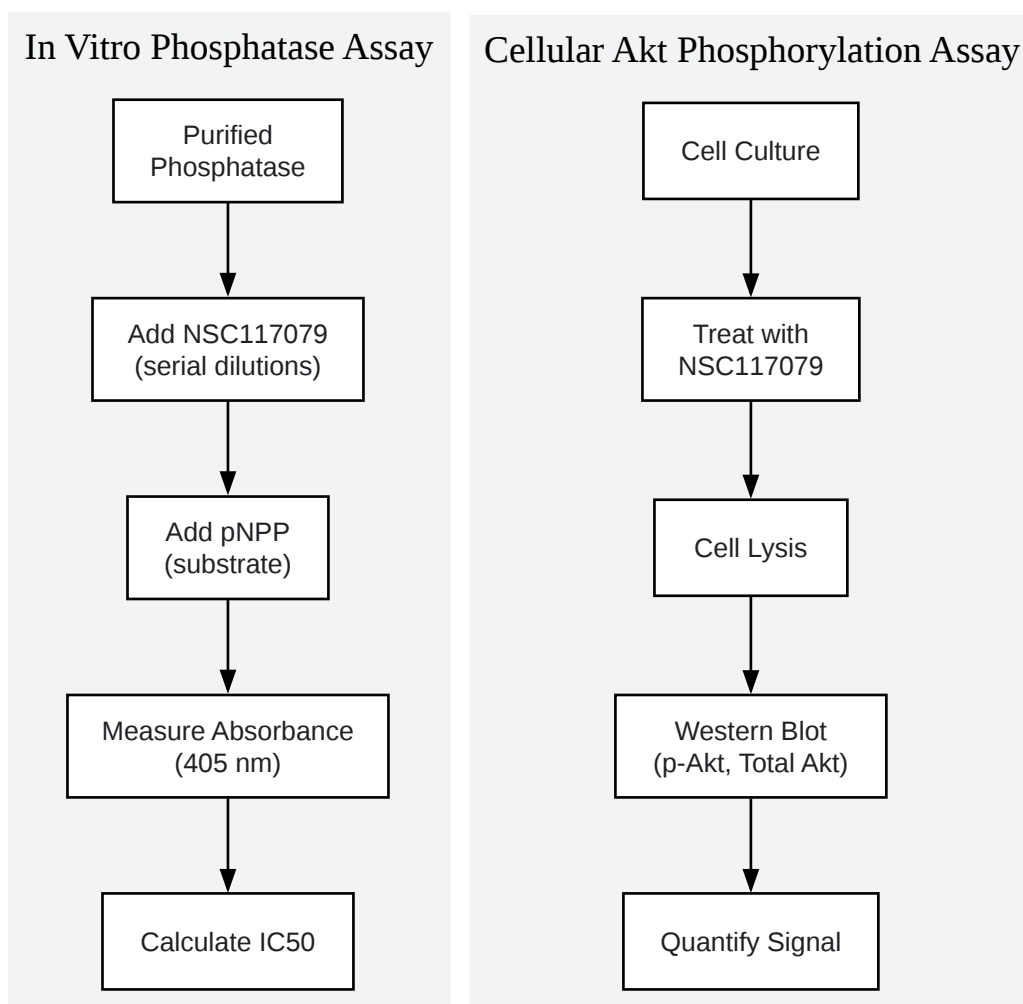 In Vitro Phosphatase Assay
Purified
Phosphatase
Add NSC117079
(serial dilutions)
Add pNPP
(substrate)
Measure Absorbance
(405 nm)
Calculate IC50
Cellular Akt Phosphorylation Assay
Cell Culture
Treat with
NSC117079
Cell Lysis
Western Blot
(p-Akt, Total Akt)
Quantify Signal